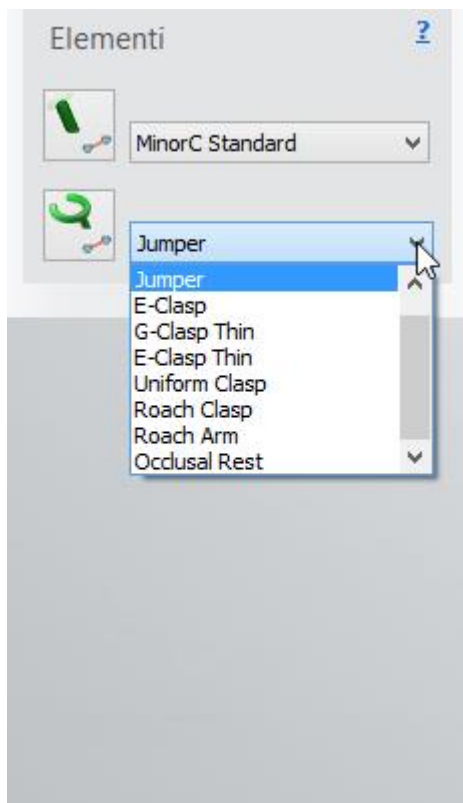 Elementi ?
MinorC Standard
Jumper
Jumper
E-Clasp
G-Clasp Thin
E-Clasp Thin
Uniform Clasp
Roach Clasp
Roach Arm
Occlusal Rest